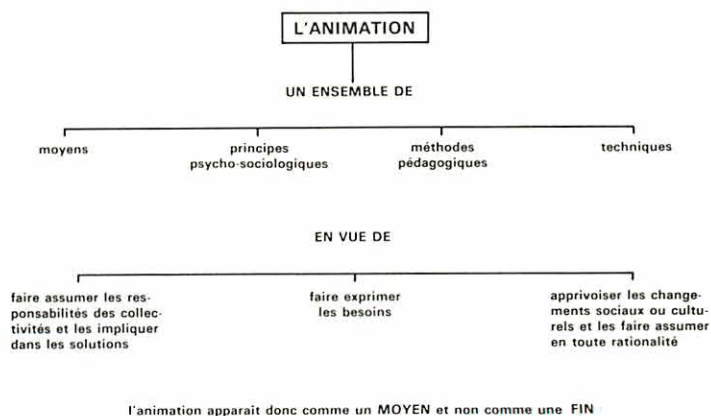 L'ANIMATION
UN ENSEMBLE DE
moyens
principes
psycho-sociologiques
méthodes
pédagogiques
techniques
EN VUE DE
faire assumer les res-
ponsabilités des collec-
tivités et les impliquer
dans les solutions
faire exprimer
les besoins
apprivoiser les change-
ments sociaux ou cultu-
rels et les faire assumer
en toute rationalité
l'animation apparaît donc comme un MOYEN et non comme une FIN